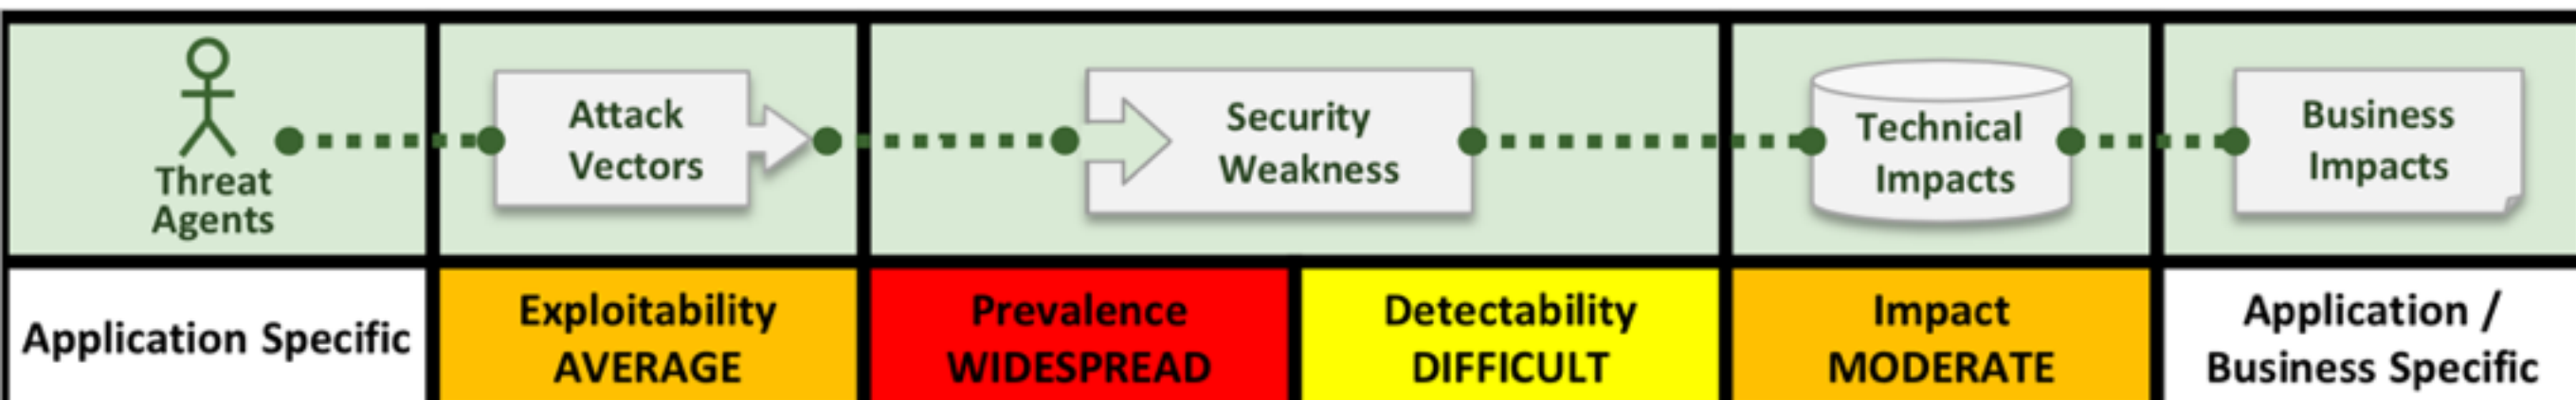 Threat
Agents
Attack
Vectors
Security
Weakness
Technical
Impacts
Business
Impacts
Application Specific
Exploitability
AVERAGE
Prevalence
WIDESPREAD
Detectability
DIFFICULT
Impact
MODERATE
Application /
Business Specific